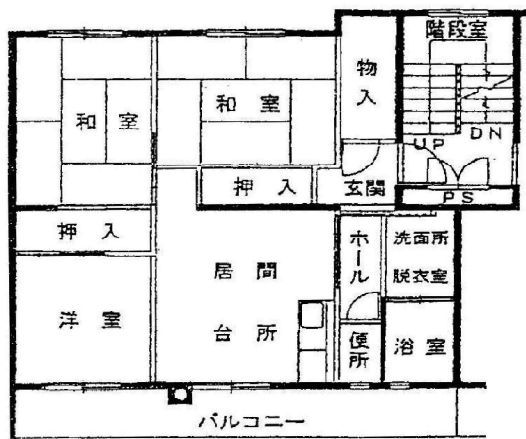 階段室
物入
和室
和室
UP
DN
押入
玄関
PS
押入
ホール
洗面所
脱衣室
居間
台所
洋室
便所
浴室
バルコニー